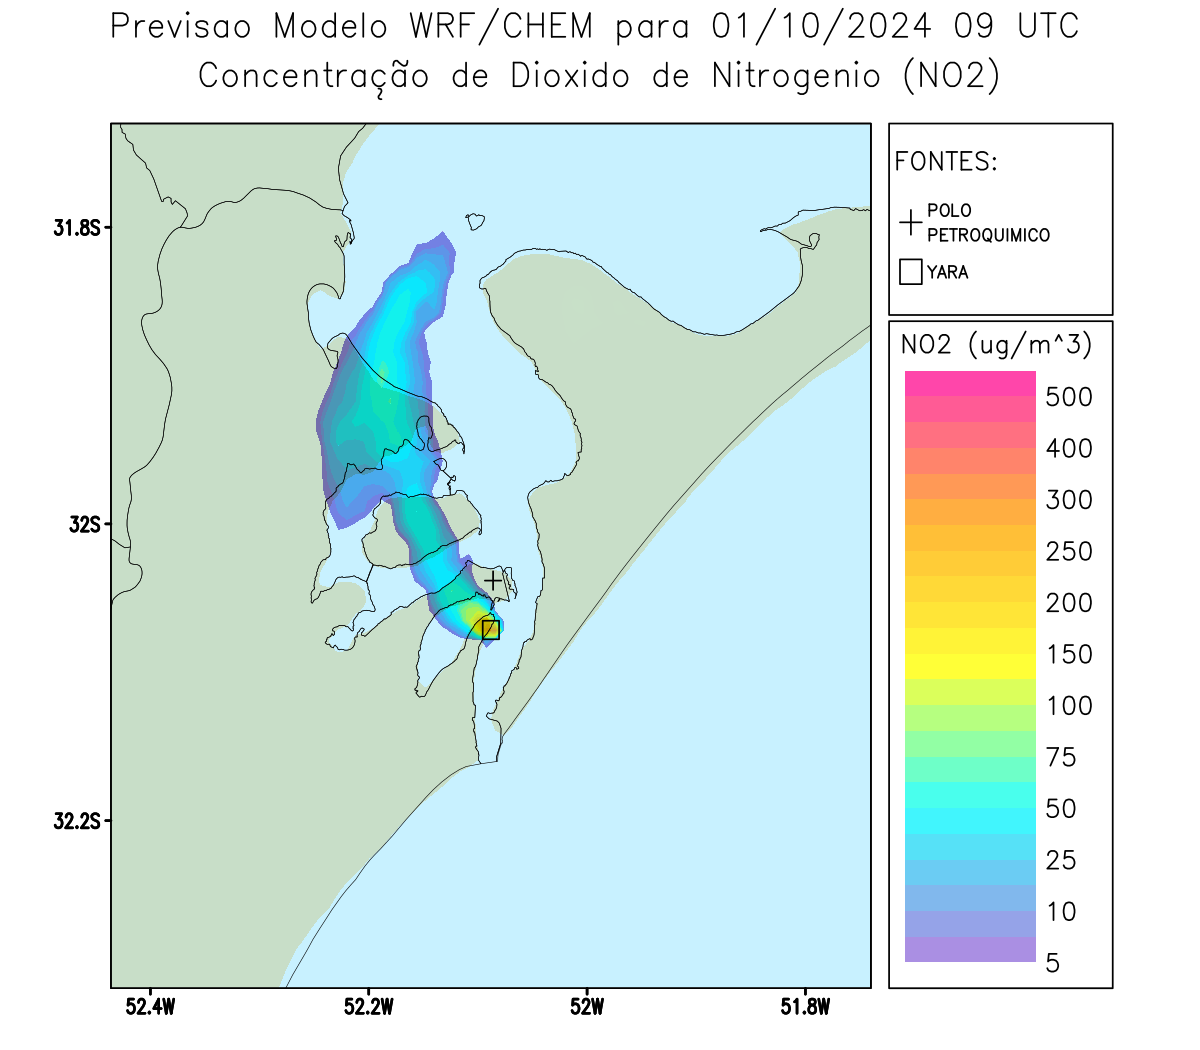 Previsao Modelo WRF/CHEM para 01/10/2024 09 UTC
Concentração de Dioxido de Nitrogenio (NO2)
FONTES:
POLO
PETROQUIMICO
YARA
NO2 (ug/m^3)
500
400
300
250
200
150
100
75
50
25
10
5
31.8S
32S
32.2S
52.4W
52.2W
52W
51.8W